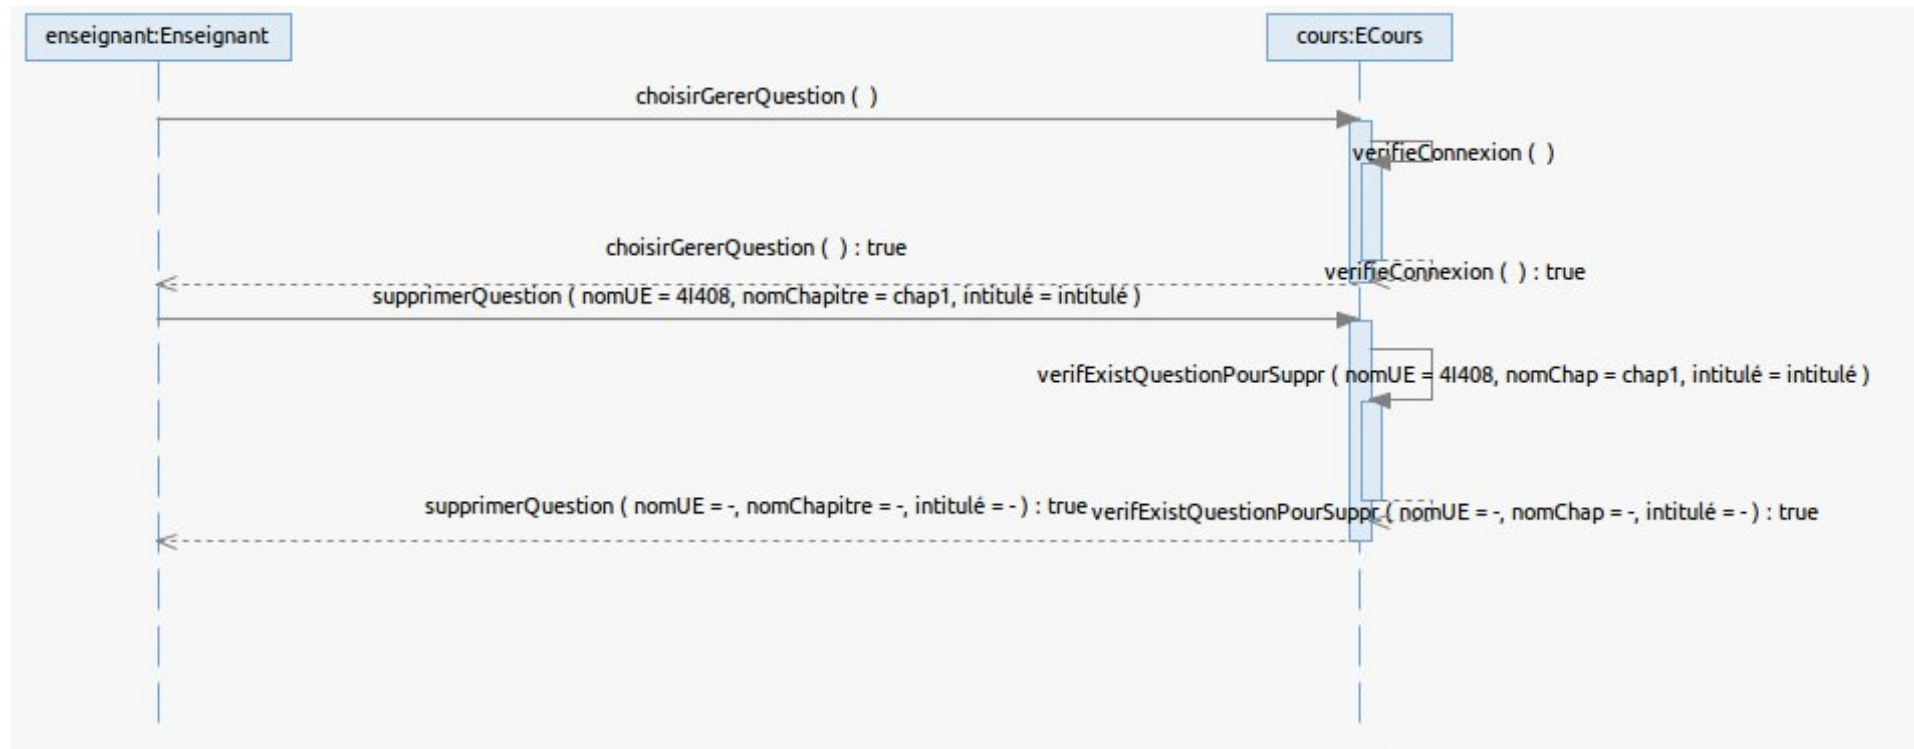 enseignant:Enseignant
cours:ECours
choisirGererQuestion ( )
verifieConnexion ( )
choisirGererQuestion ( ) : true
verifieConnexion ( ) : true
supprimerQuestion ( nomUE = 4I408, nomChapitre = chap1, intitulé = intitulé )
verifExistQuestionPourSuppr ( nomUE = 4I408, nomChap = chap1, intitulé = intitulé )
supprimerQuestion ( nomUE = -, nomChapitre = -, intitulé = - ) : true
verifExistQuestionPourSuppr ( nomUE = -, nomChap = -, intitulé = - ) : true